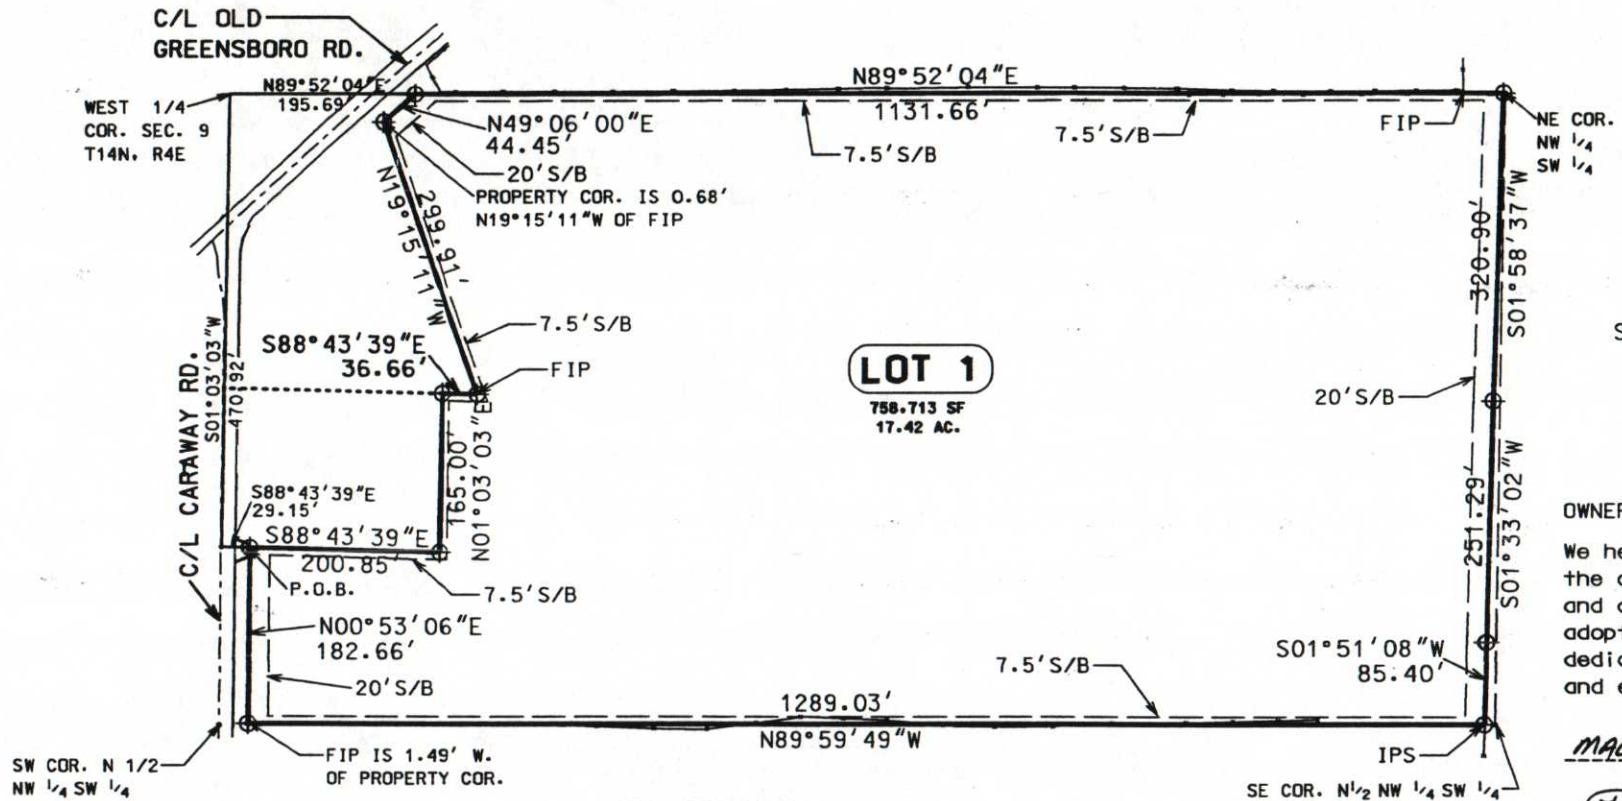 C/L OLD
GREENSBORO RD.
N89°52'04"E
195.69'
N89°52'04"E
1131.66'
WEST 1/4
COR. SEC. 9
T14N, R4E
N49°06'00"E
44.45'
20'S/B
7.5'S/B
7.5'S/B
FIP
NE COR.
NW 1/4
SW 1/4
PROPERTY COR. IS 0.68'
N19°15'11"W OF FIP
299.91'
N19°15'11"W
320.90'
S01°58'37"W
7.5'S/B
S88°43'39"E
36.66'
FIP
LOT 1
758.713 SF
17.42 AC.
20'S/B
S
C/L CARAWAY RD.
S01°03'03"W
470.92'
165.00'
N01°03'03"E
251.29'
S01°33'02"W
S88°43'39"E
29.15'
S88°43'39"E
200.85'
P.O.B.
7.5'S/B
N00°53'06"E
182.66'
20'S/B
7.5'S/B
S01°51'08"W
85.40'
1289.03'
N89°59'49"W
SW COR. N 1/2
NW 1/4 SW 1/4
FIP IS 1.49' W.
OF PROPERTY COR.
IPS
SE COR. N1/2 NW 1/4 SW 1/4
OWNER
We he
the o
and o
adopt
dedic
and e
MAC